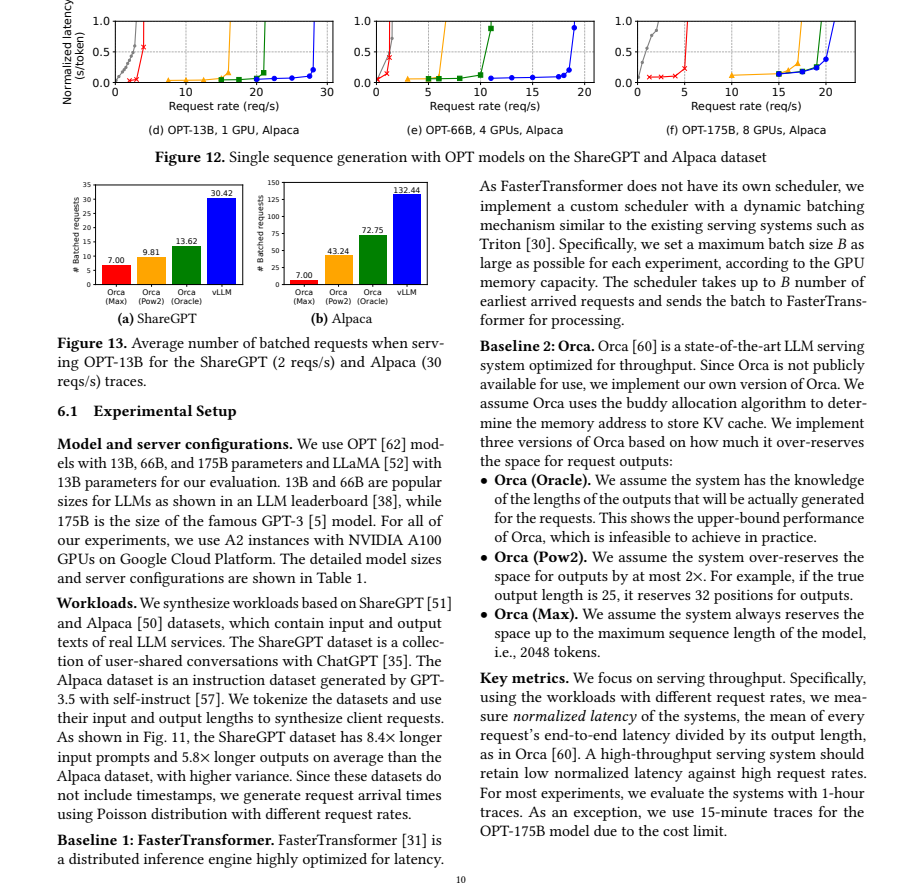 Normalized latency
(s/token)
1.0
0.5
0.0
0 10 20 30
Request rate (req/s)
(d) OPT-13B, 1 GPU, Alpaca
1.0
0.5
0.0
0 5 10 15 20
Request rate (req/s)
(e) OPT-66B, 4 GPUs, Alpaca
1.0
0.5
0.0
0 5 10 15 20
Request rate (req/s)
(f) OPT-175B, 8 GPUs, Alpaca
Figure 12. Single sequence generation with OPT models on the ShareGPT and Alpaca dataset
# Batched requests
35
30
25
20
15
10
5
0
7.00
9.81
13.62
30.42
Orca (Max)
Orca (Pow2)
Orca (Oracle)
vLLM
(a) ShareGPT
# Batched requests
150
125
100
75
50
25
0
7.00
43.24
72.75
132.44
Orca (Max)
Orca (Pow2)
Orca (Oracle)
vLLM
(b) Alpaca
Figure 13. Average number of batched requests when serv-
ing OPT-13B for the ShareGPT (2 reqs/s) and Alpaca (30
reqs/s) traces.
6.1 Experimental Setup
Model and server configurations. We use OPT [62] mod-
els with 13B, 66B, and 175B parameters and LLaMA [52] with
13B parameters for our evaluation. 13B and 66B are popular
sizes for LLMs as shown in an LLM leaderboard [38], while
175B is the size of the famous GPT-3 [5] model. For all of
our experiments, we use A2 instances with NVIDIA A100
GPUs on Google Cloud Platform. The detailed model sizes
and server configurations are shown in Table 1.
Workloads. We synthesize workloads based on ShareGPT [51]
and Alpaca [50] datasets, which contain input and output
texts of real LLM services. The ShareGPT dataset is a collec-
tion of user-shared conversations with ChatGPT [35]. The
Alpaca dataset is an instruction dataset generated by GPT-
3.5 with self-instruct [57]. We tokenize the datasets and use
their input and output lengths to synthesize client requests.
As shown in Fig. 11, the ShareGPT dataset has 8.4× longer
input prompts and 5.8× longer outputs on average than the
Alpaca dataset, with higher variance. Since these datasets do
not include timestamps, we generate request arrival times
using Poisson distribution with different request rates.
Baseline 1: FasterTransformer. FasterTransformer [31] is
a distributed inference engine highly optimized for latency.
As FasterTransformer does not have its own scheduler, we
implement a custom scheduler with a dynamic batching
mechanism similar to the existing serving systems such as
Triton [30]. Specifically, we set a maximum batch size B as
large as possible for each experiment, according to the GPU
memory capacity. The scheduler takes up to B number of
earliest arrived requests and sends the batch to FasterTrans-
former for processing.
Baseline 2: Orca. Orca [60] is a state-of-the-art LLM serving
system optimized for throughput. Since Orca is not publicly
available for use, we implement our own version of Orca. We
assume Orca uses the buddy allocation algorithm to deter-
mine the memory address to store KV cache. We implement
three versions of Orca based on how much it over-reserves
the space for request outputs:
• Orca (Oracle). We assume the system has the knowledge
of the lengths of the outputs that will be actually generated
for the requests. This shows the upper-bound performance
of Orca, which is infeasible to achieve in practice.
• Orca (Pow2). We assume the system over-reserves the
space for outputs by at most 2×. For example, if the true
output length is 25, it reserves 32 positions for outputs.
• Orca (Max). We assume the system always reserves the
space up to the maximum sequence length of the model,
i.e., 2048 tokens.
Key metrics. We focus on serving throughput. Specifically,
using the workloads with different request rates, we mea-
sure normalized latency of the systems, the mean of every
request's end-to-end latency divided by its output length,
as in Orca [60]. A high-throughput serving system should
retain low normalized latency against high request rates.
For most experiments, we evaluate the systems with 1-hour
traces. As an exception, we use 15-minute traces for the
OPT-175B model due to the cost limit.
10